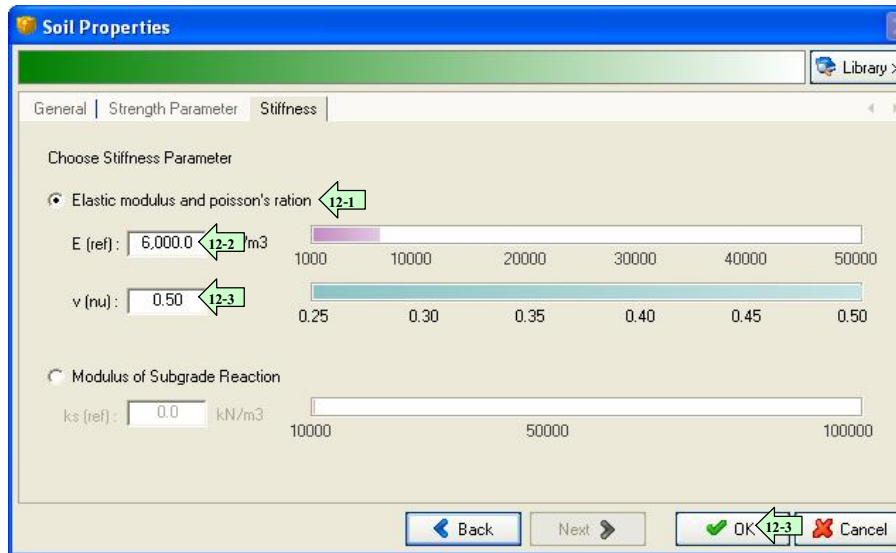 Soil Properties
Library >
General | Strength Parameter | Stiffness
Choose Stiffness Parameter
Elastic modulus and poisson's ration 12-1
E (ref) : 6,000.0 12-2 /m3
1000 10000 20000 30000 40000 50000
v (nu) : 0.50 12-3
0.25 0.30 0.35 0.40 0.45 0.50
Modulus of Subgrade Reaction
ks (ref) : 0.0 kN/m3
10000 50000 100000
Back Next OK 12-3 Cancel